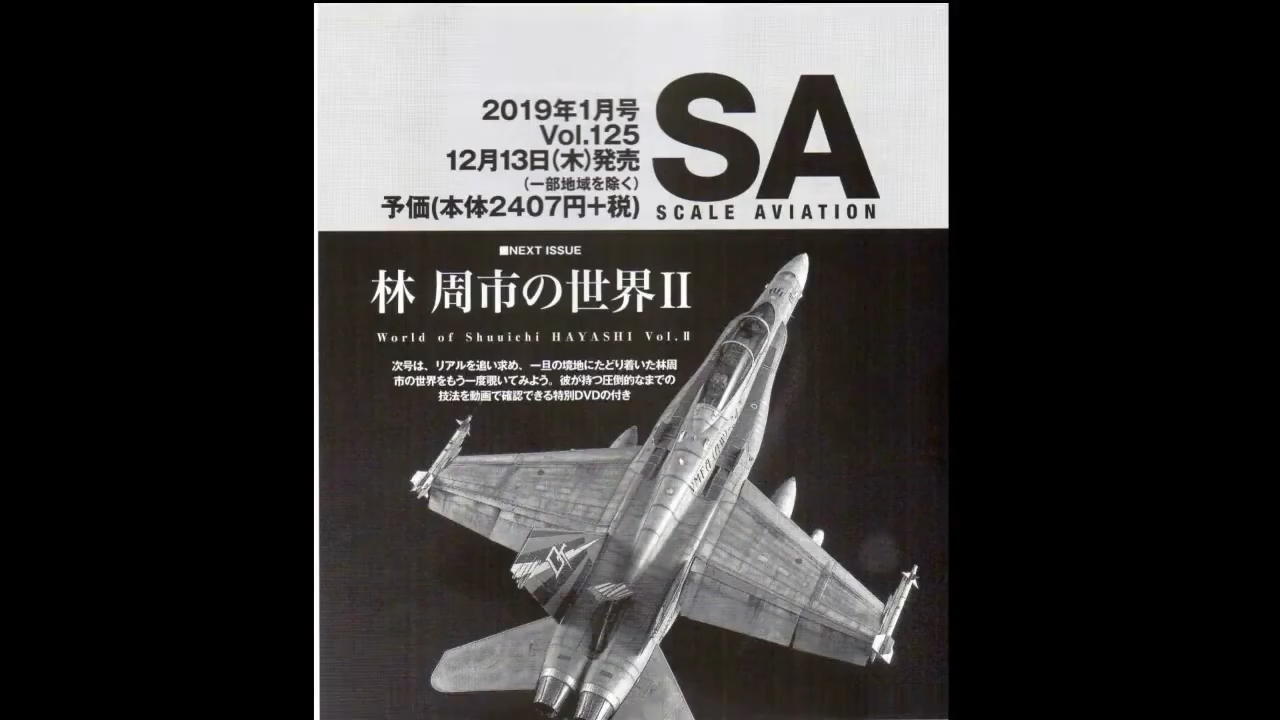 2019年1月号
Vol.125
12月13日(木)発売
(一部地域を除く)
予価(本体2407円+税)
SA
SCALE AVIATION
■NEXT ISSUE
林 周市の世界II
World of Shuuichi HAYASHI Vol.II
次号は、リアルを追い求め、一旦の境地にたどり着いた林周
市の世界をもう一度覗いてみよう。彼が持つ圧倒的なまでの
技法を動画で確認できる特別DVDの付き